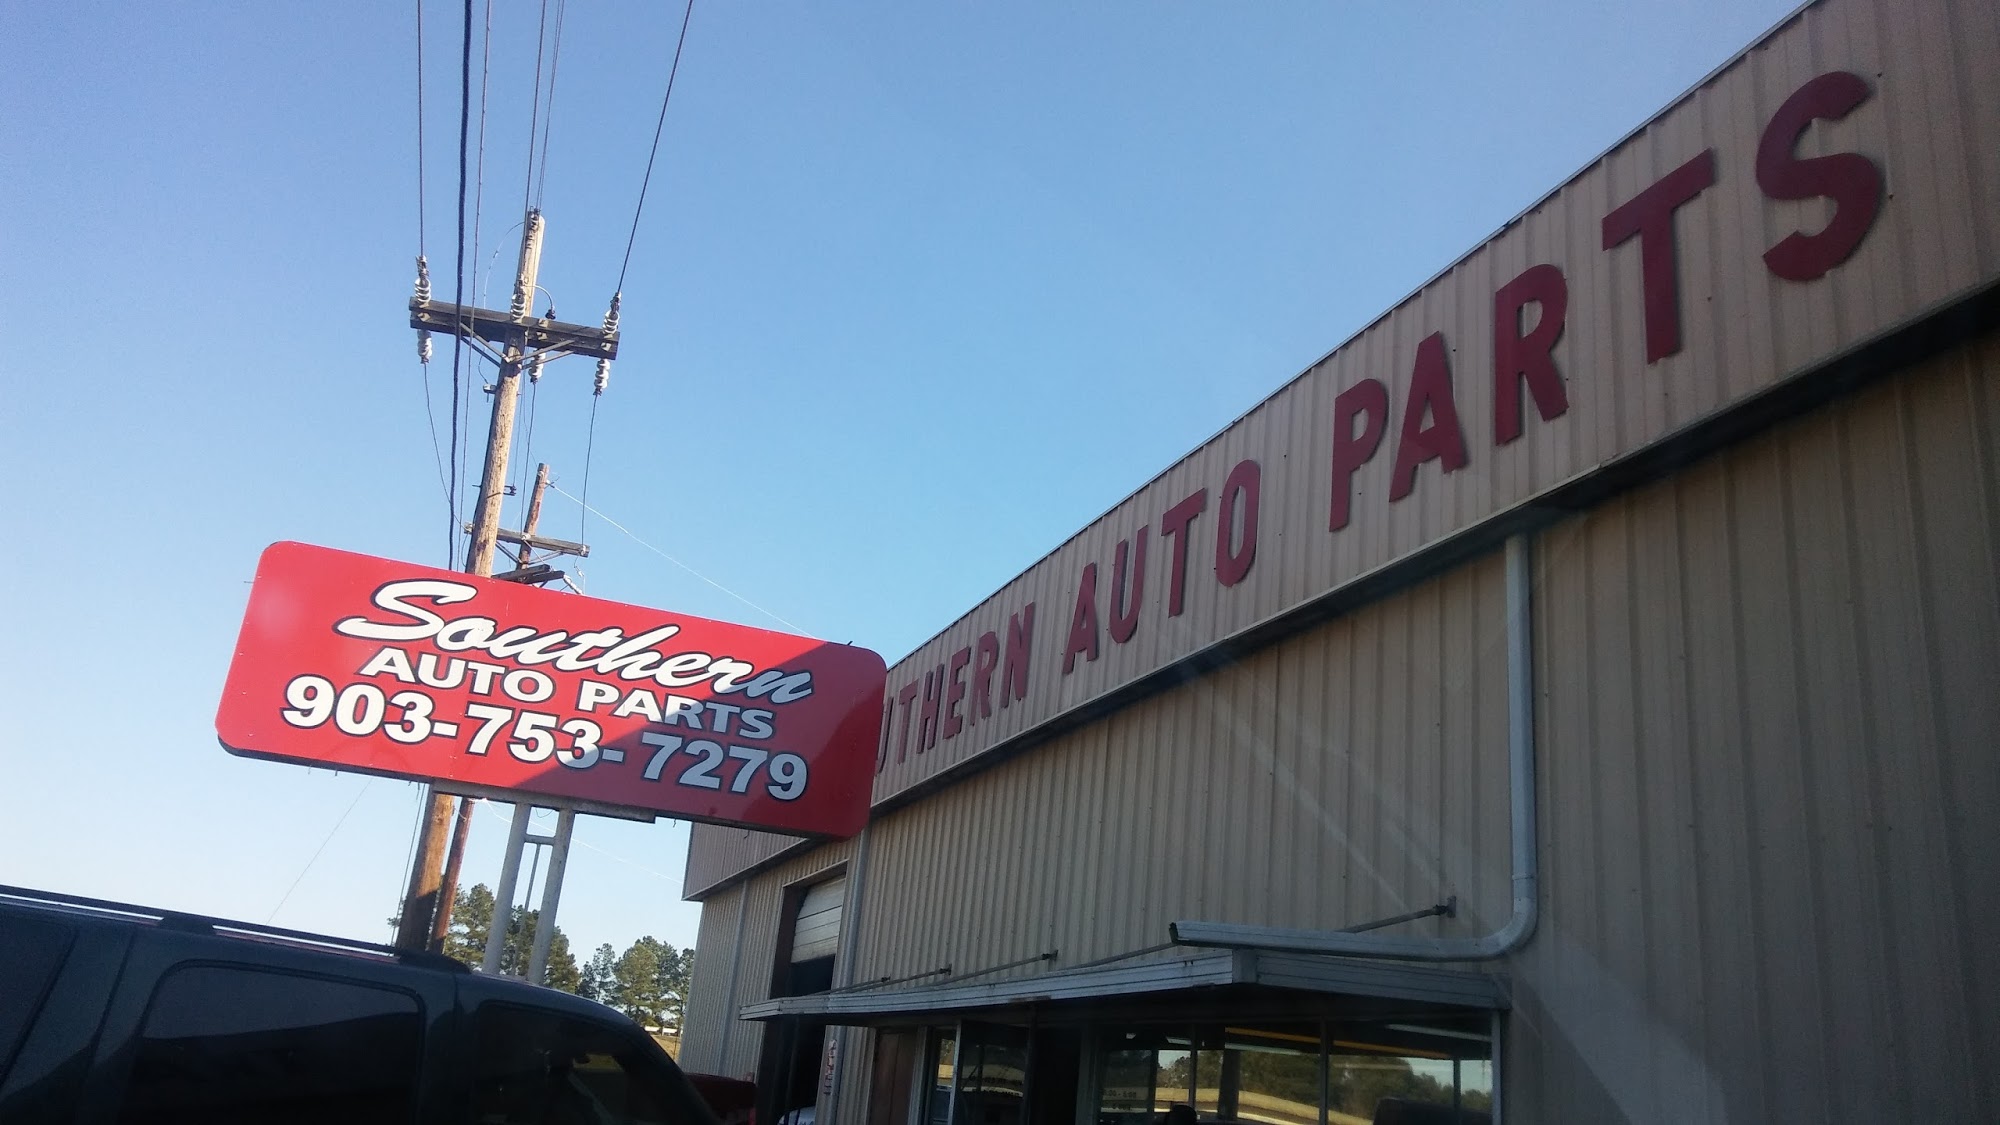 Southern
AUTO PARTS
903-753-7279
UTHERN AUTO PARTS